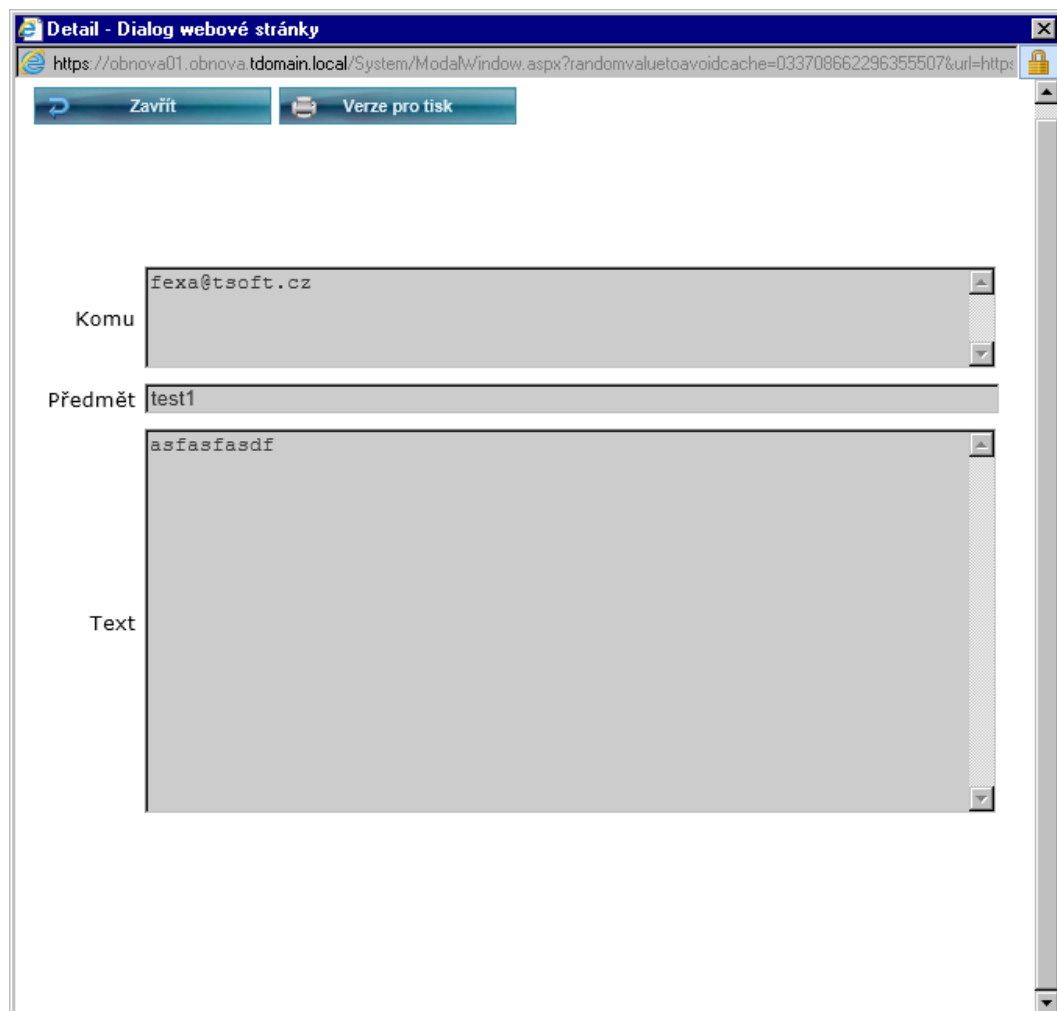 Detail - Dialog webové stránky
https://obnova01.obnova.tdomain.local/System/ModalWindow.aspx?randomvaluetoavoidcache=033708662296355507&url=https
Zavřít
Verze pro tisk
Komu
fexa@tsoft.cz
Předmět
test1
Text
asfasfasdf